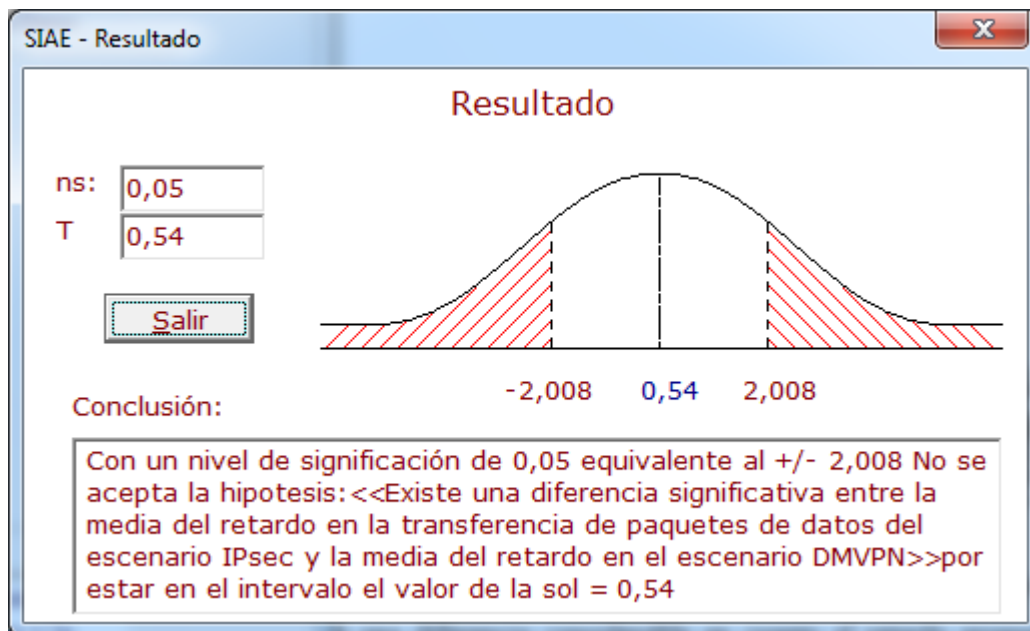 SIAE - Resultado
Resultado
ns: 0,05
T 0,54
Salir
-2,008 0,54 2,008
Conclusión:
Con un nivel de significación de 0,05 equivalente al +/- 2,008 No se
acepta la hipotesis:<<Existe una diferencia significativa entre la
media del retardo en la transferencia de paquetes de datos del
escenario IPsec y la media del retardo en el escenario DMVPN>>por
estar en el intervalo el valor de la sol = 0,54